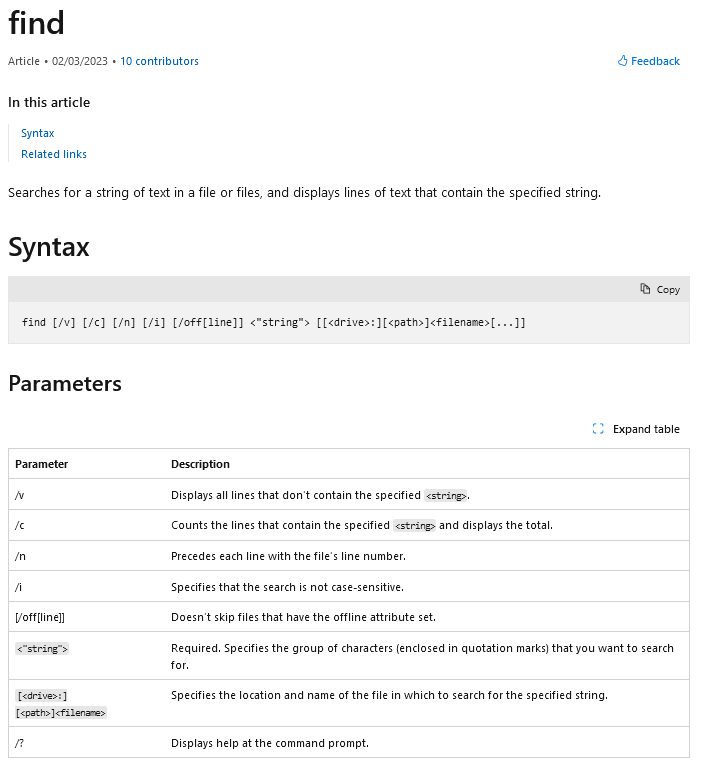 find
Article • 02/03/2023 • 10 contributors
Feedback
In this article
Syntax
Related links
Searches for a string of text in a file or files, and displays lines of text that contain the specified string.
Syntax
Copy
find [/v] [/c] [/n] [/i] [/off[line]] <"string"> [[<drive>:][<path>]<filename>[...]]
Parameters
Expand table
Parameter Description
/v Displays all lines that don't contain the specified <string>.
/c Counts the lines that contain the specified <string> and displays the total.
/n Precedes each line with the file's line number.
/i Specifies that the search is not case-sensitive.
[/off[line]] Doesn't skip files that have the offline attribute set.
<"string"> Required. Specifies the group of characters (enclosed in quotation marks) that you want to search
for.
[<drive>:] Specifies the location and name of the file in which to search for the specified string.
[<path>]<filename>
/? Displays help at the command prompt.